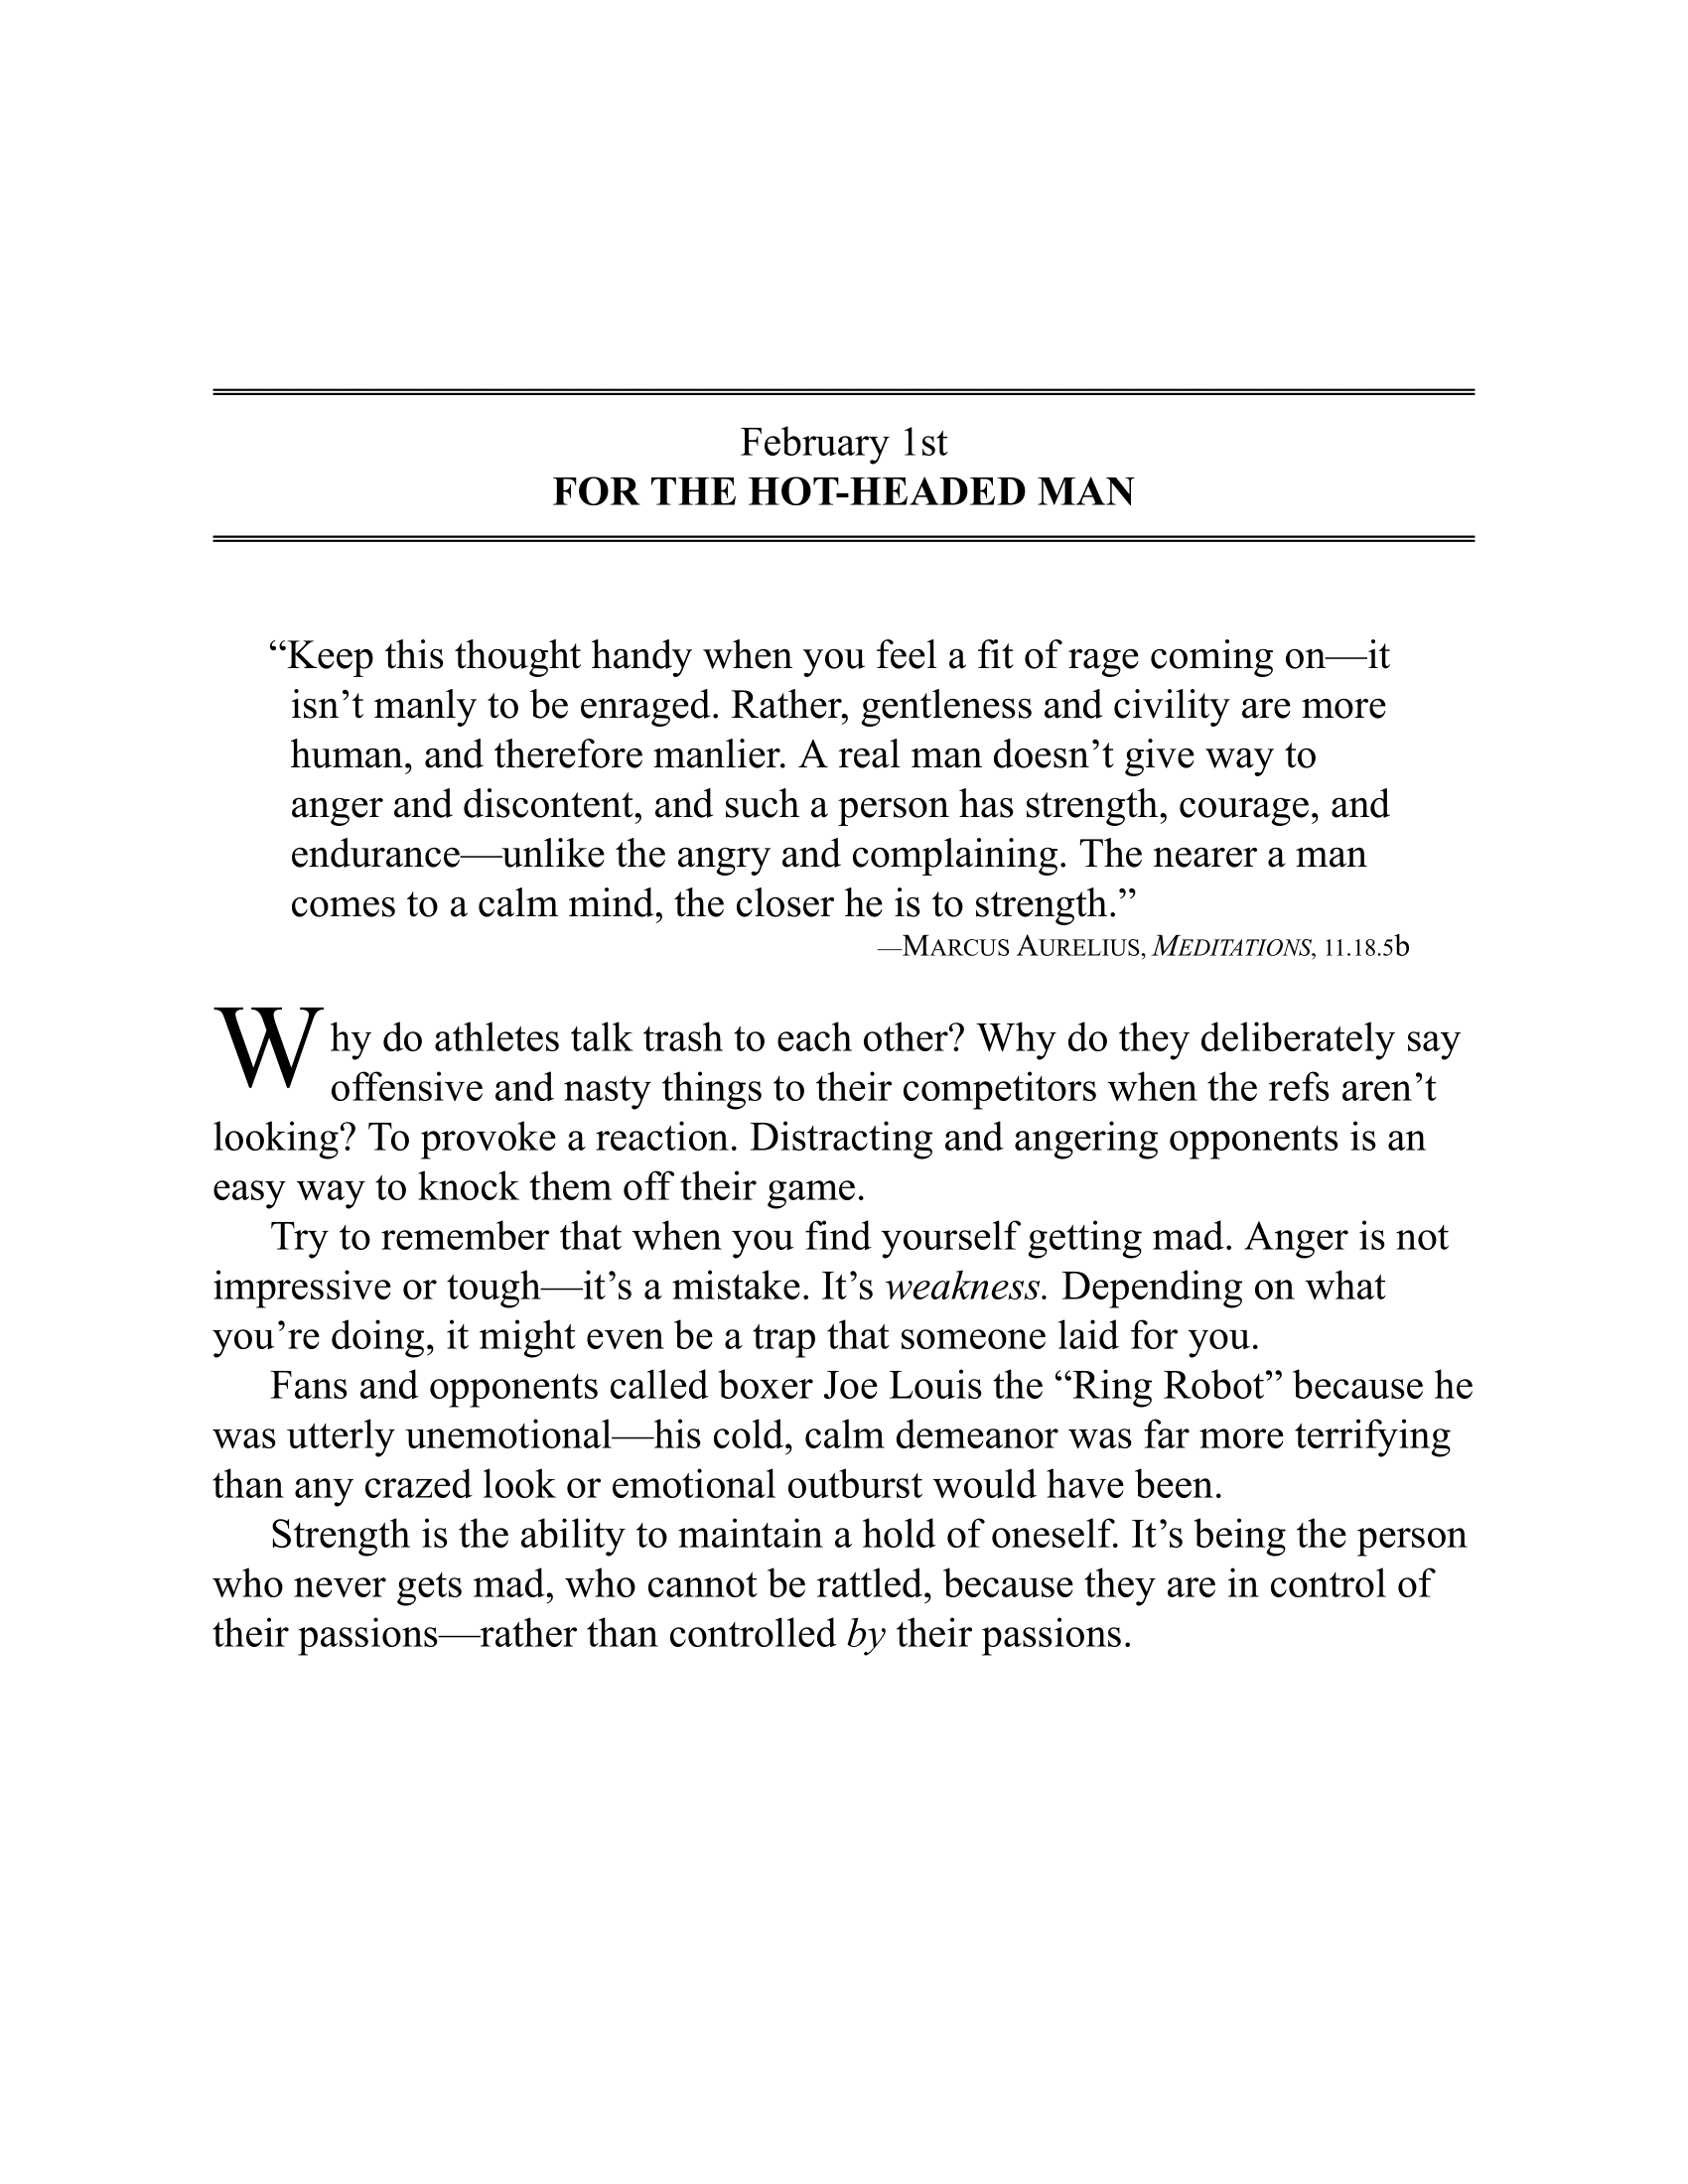 February 1st
FOR THE HOT-HEADED MAN
“Keep this thought handy when you feel a fit of rage coming on—it
isn’t manly to be enraged. Rather, gentleness and civility are more
human, and therefore manlier. A real man doesn’t give way to
anger and discontent, and such a person has strength, courage, and
endurance—unlike the angry and complaining. The nearer a man
comes to a calm mind, the closer he is to strength.”
—MARCUS AURELIUS, MEDITATIONS, 11.18.5b
Why do athletes talk trash to each other? Why do they deliberately say
offensive and nasty things to their competitors when the refs aren’t
looking? To provoke a reaction. Distracting and angering opponents is an
easy way to knock them off their game.
Try to remember that when you find yourself getting mad. Anger is not
impressive or tough—it’s a mistake. It’s weakness. Depending on what
you’re doing, it might even be a trap that someone laid for you.
Fans and opponents called boxer Joe Louis the “Ring Robot” because he
was utterly unemotional—his cold, calm demeanor was far more terrifying
than any crazed look or emotional outburst would have been.
Strength is the ability to maintain a hold of oneself. It’s being the person
who never gets mad, who cannot be rattled, because they are in control of
their passions—rather than controlled by their passions.